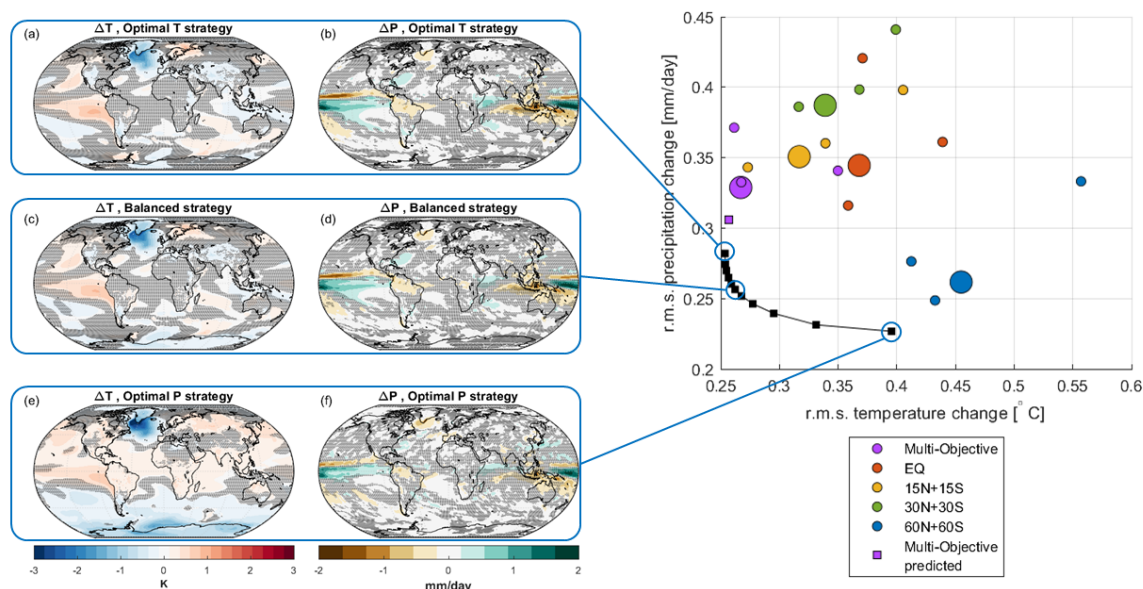 ΔT , Optimal T strategy
ΔP , Optimal T strategy
(a)
(b)
ΔT , Balanced strategy
ΔP , Balanced strategy
(c)
(d)
ΔT , Optimal P strategy
ΔP , Optimal P strategy
(e)
(f)
-3 -2 -1 0 1 2 3
K
-2 -1 0 1 2
mm/day
r.m.s. precipitation change [mm/day]
0.45
0.4
0.35
0.3
0.25
0.2
0.25 0.3 0.35 0.4 0.45 0.5 0.55 0.6
r.m.s. temperature change [°C]
Multi-Objective
EQ
15N+15S
30N+30S
60N+60S
Multi-Objective
predicted